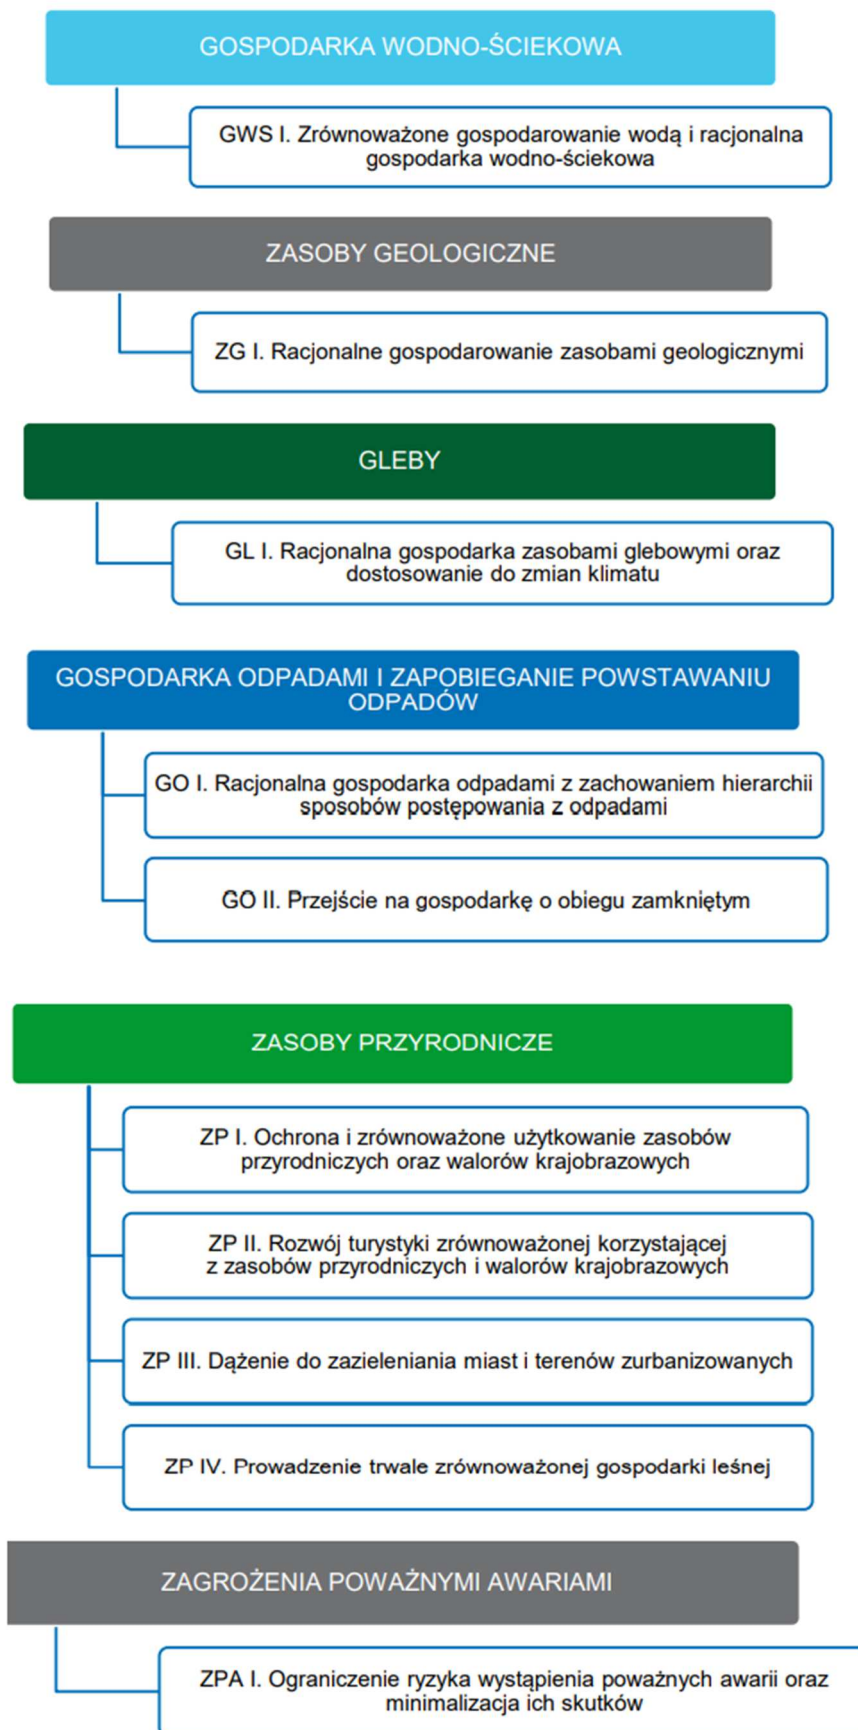 GOSPODARKA WODNO-ŚCIEKOWA
GWS I. Zrównoważone gospodarowanie wodą i racjonalna
gospodarka wodno-ściekowa
ZASOBY GEOLOGICZNE
ZG I. Racjonalne gospodarowanie zasobami geologicznymi
GLEBY
GL I. Racjonalna gospodarka zasobami glebowymi oraz
dostosowanie do zmian klimatu
GOSPODARKA ODPADAMI I ZAPOBIEGANIE POWSTAWANIU
ODPADÓW
GO I. Racjonalna gospodarka odpadami z zachowaniem hierarchii
sposobów postępowania z odpadami
GO II. Przejście na gospodarkę o obiegu zamkniętym
ZASOBY PRZYRODNICZE
ZP I. Ochrona i zrównoważone użytkowanie zasobów
przyrodniczych oraz walorów krajobrazowych
ZP II. Rozwój turystyki zrównoważonej korzystającej
z zasobów przyrodniczych i walorów krajobrazowych
ZP III. Dążenie do zazieleniania miast i terenów zurbanizowanych
ZP IV. Prowadzenie trwale zrównoważonej gospodarki leśnej
ZAGROŻENIA POWAŻNYMI AWARIAMI
ZPA I. Ograniczenie ryzyka wystąpienia poważnych awarii oraz
minimalizacja ich skutków